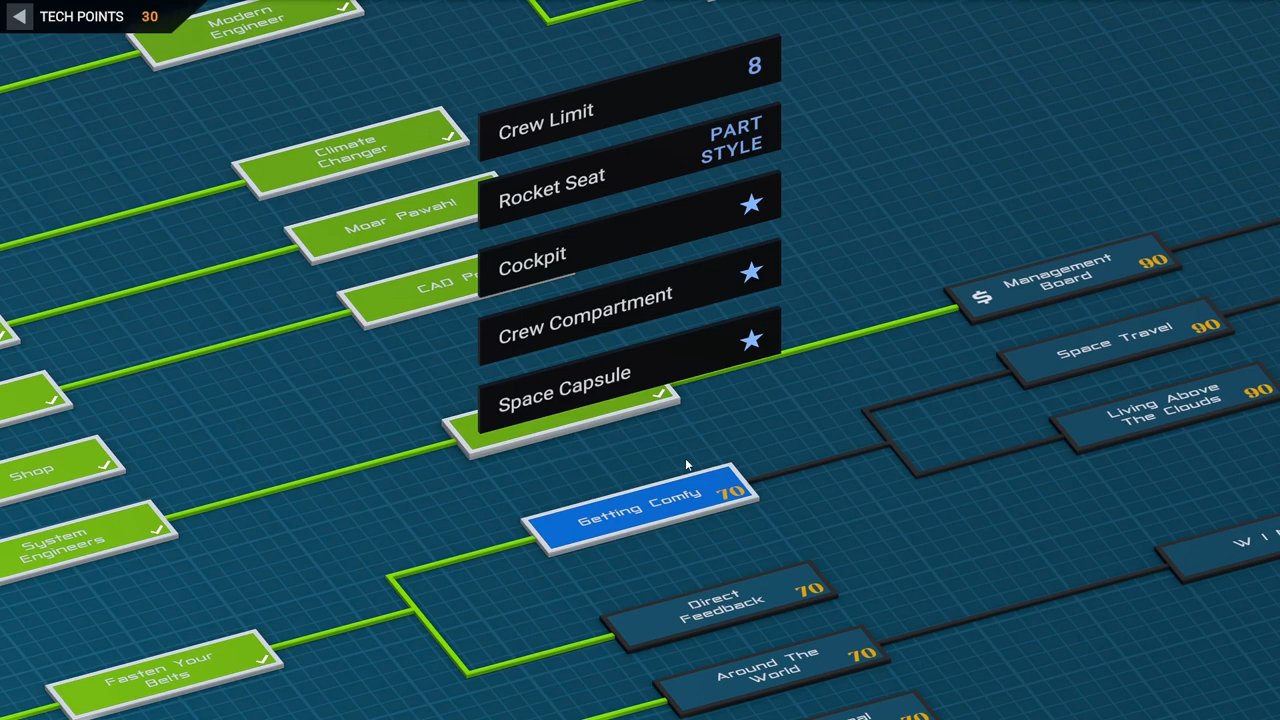 TECH POINTS 30
Modern
Engineer
Climate
Changer
Moar Pawah!
CAD
Crew Limit 8
Rocket Seat PART
STYLE
Cockpit
Crew Compartment
Space Capsule
$ Management
Board 90
Space Travel 90
Living Above
The Clouds 90
Shop
System
Engineers
Getting Comfy 70
Direct
Feedback 70
Around The
World 70
Fasten Your
Belts
W I
70